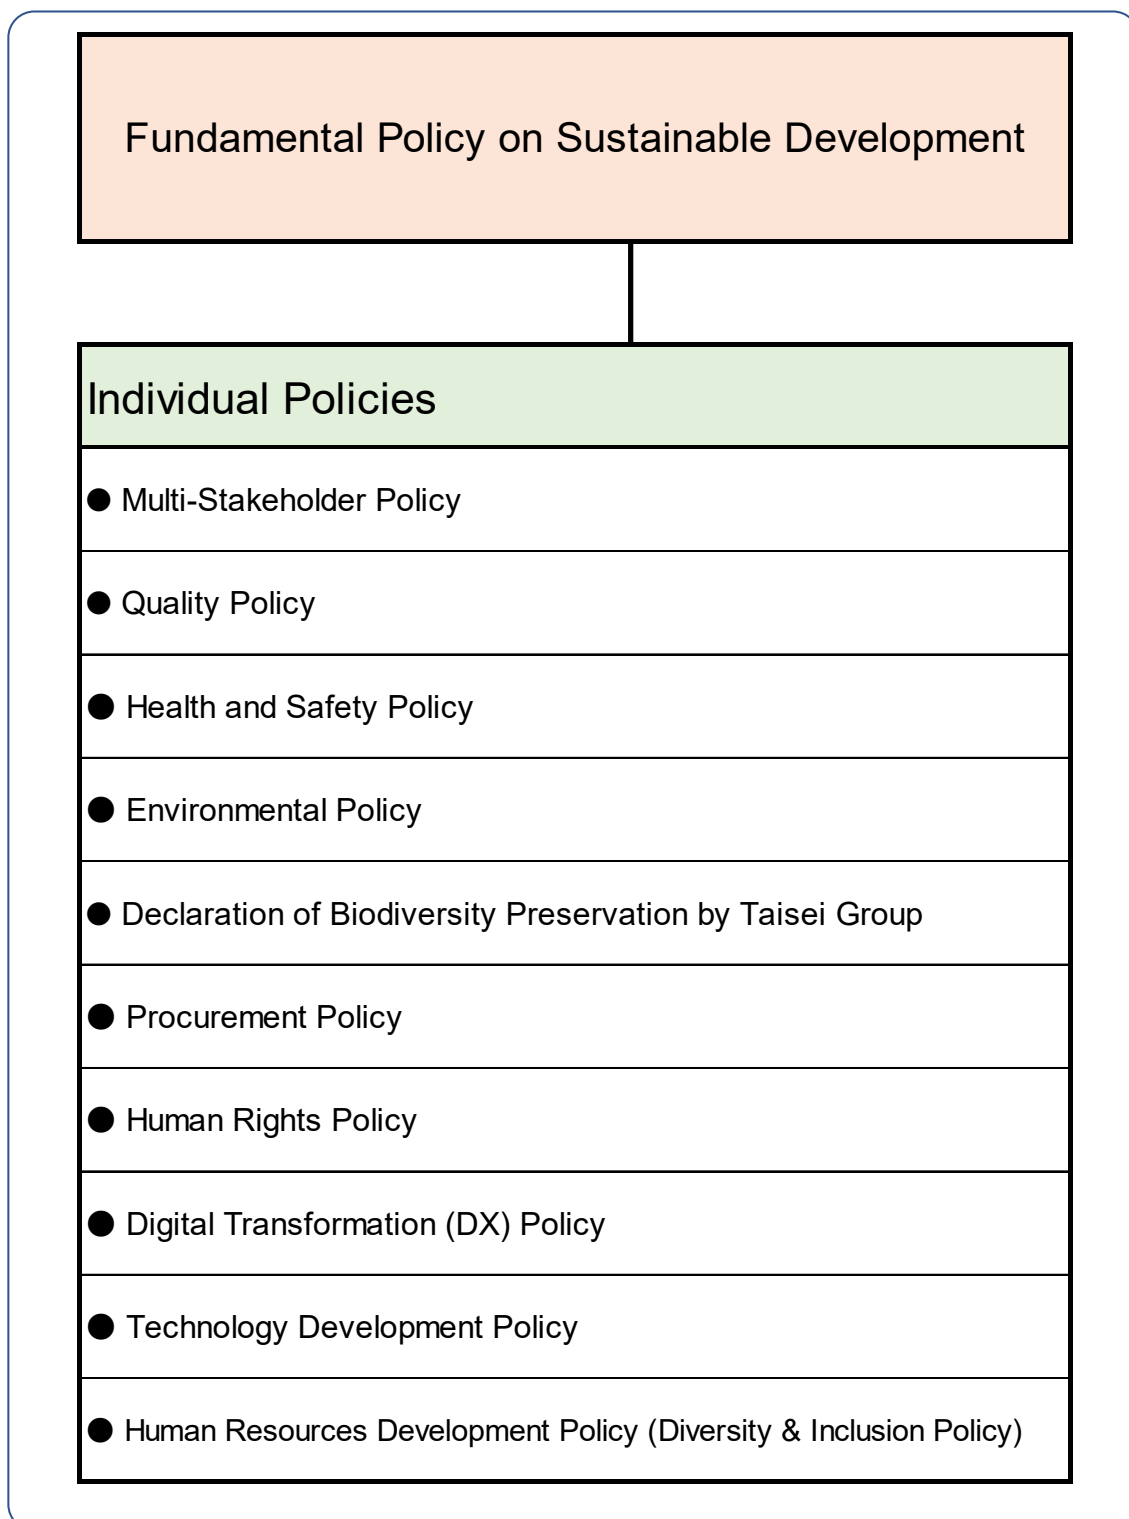 Fundamental Policy on Sustainable Development
Individual Policies
● Multi-Stakeholder Policy
● Quality Policy
● Health and Safety Policy
● Environmental Policy
● Declaration of Biodiversity Preservation by Taisei Group
● Procurement Policy
● Human Rights Policy
● Digital Transformation (DX) Policy
● Technology Development Policy
● Human Resources Development Policy (Diversity & Inclusion Policy)